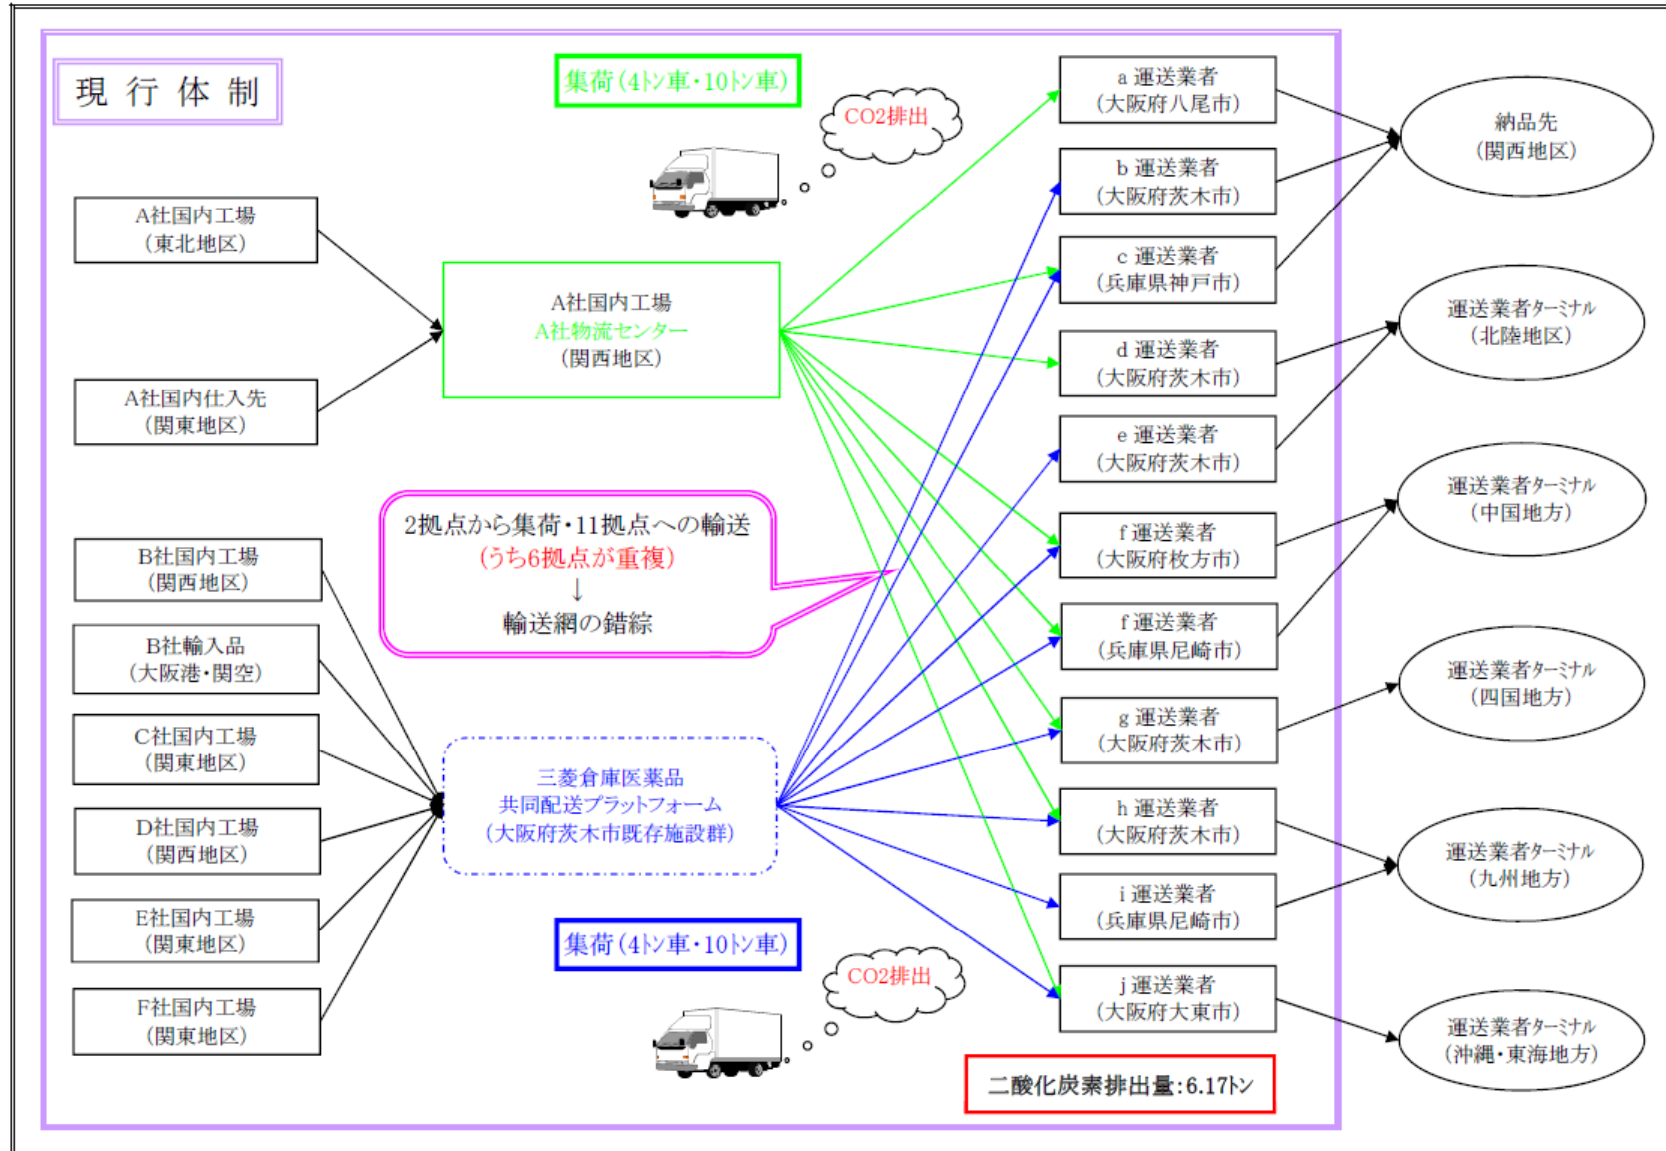 現行体制
集荷(4トン車・10トン車)
CO2排出
A社国内工場
(東北地区)
A社国内仕入先
(関東地区)
A社国内工場
A社物流センター
(関西地区)
2拠点から集荷・11拠点への輸送
(うち6拠点が重複)
↓
輸送網の錯綜
B社国内工場
(関西地区)
B社輸入品
(大阪港・関空)
C社国内工場
(関東地区)
D社国内工場
(関西地区)
E社国内工場
(関東地区)
F社国内工場
(関東地区)
三菱倉庫医薬品
共同配送プラットフォーム
(大阪府茨木市既存施設群)
集荷(4トン車・10トン車)
CO2排出
a 運送業者
(大阪府八尾市)
b 運送業者
(大阪府茨木市)
c 運送業者
(兵庫県神戸市)
d 運送業者
(大阪府茨木市)
e 運送業者
(大阪府茨木市)
f 運送業者
(大阪府枚方市)
f 運送業者
(兵庫県尼崎市)
g 運送業者
(大阪府茨木市)
h 運送業者
(大阪府茨木市)
i 運送業者
(兵庫県尼崎市)
j 運送業者
(大阪府大東市)
二酸化炭素排出量:6.17トン
納品先
(関西地区)
運送業者ターミナル
(北陸地区)
運送業者ターミナル
(中国地方)
運送業者ターミナル
(四国地方)
運送業者ターミナル
(九州地方)
運送業者ターミナル
(沖縄・東海地方)